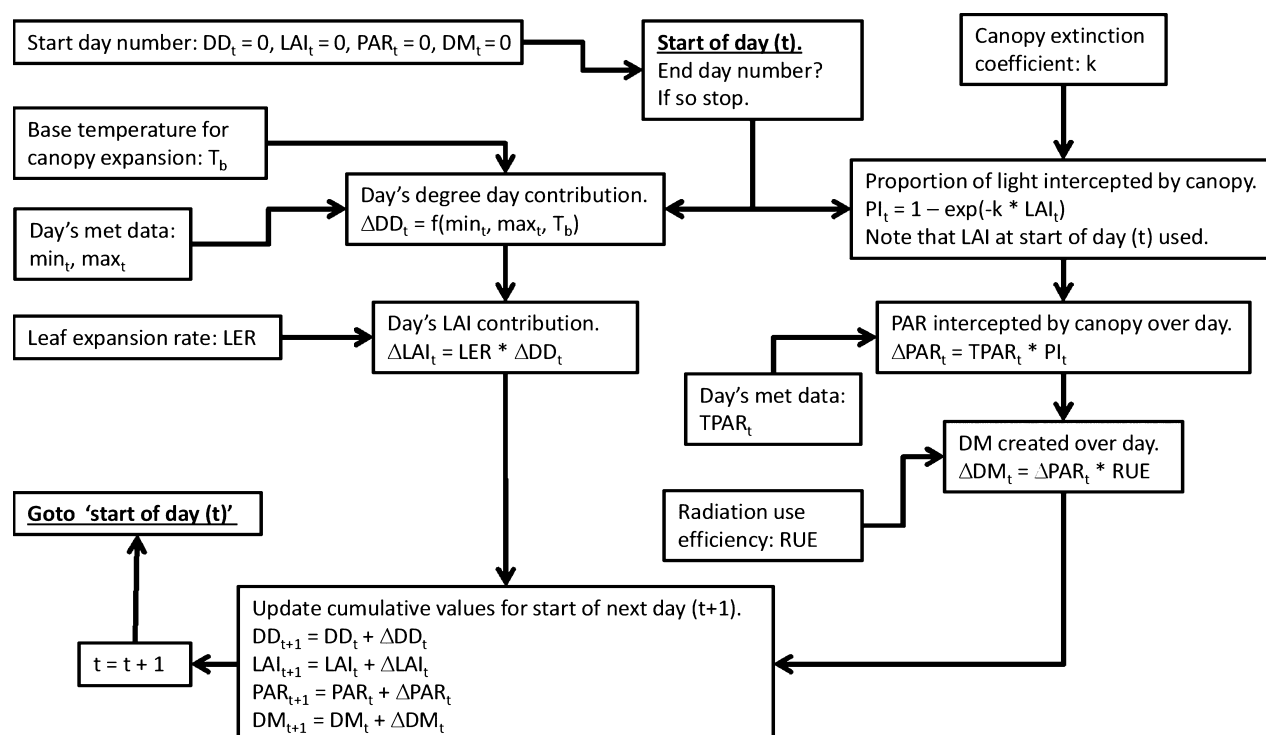 Start day number: DDt = 0, LAIt = 0, PARt = 0, DMt = 0
Start of day (t).
End day number?
If so stop.
Canopy extinction
coefficient: k
Base temperature for
canopy expansion: Tb
Day's degree day contribution.
ΔDDt = f(mint, maxt, Tb)
Proportion of light intercepted by canopy.
PIt = 1 – exp(-k * LAIt)
Note that LAI at start of day (t) used.
Day's met data:
mint, maxt
Leaf expansion rate: LER
Day's LAI contribution.
ΔLAIt = LER * ΔDDt
PAR intercepted by canopy over day.
ΔPARt = TPARt * PIt
Day's met data:
TPARt
DM created over day.
ΔDMt = ΔPARt * RUE
Radiation use
efficiency: RUE
Goto ‘start of day (t)’
Update cumulative values for start of next day (t+1).
DDt+1 = DDt + ΔDDt
LAIt+1 = LAIt + ΔLAIt
PARt+1 = PARt + ΔPARt
DMt+1 = DMt + ΔDMt
t = t + 1